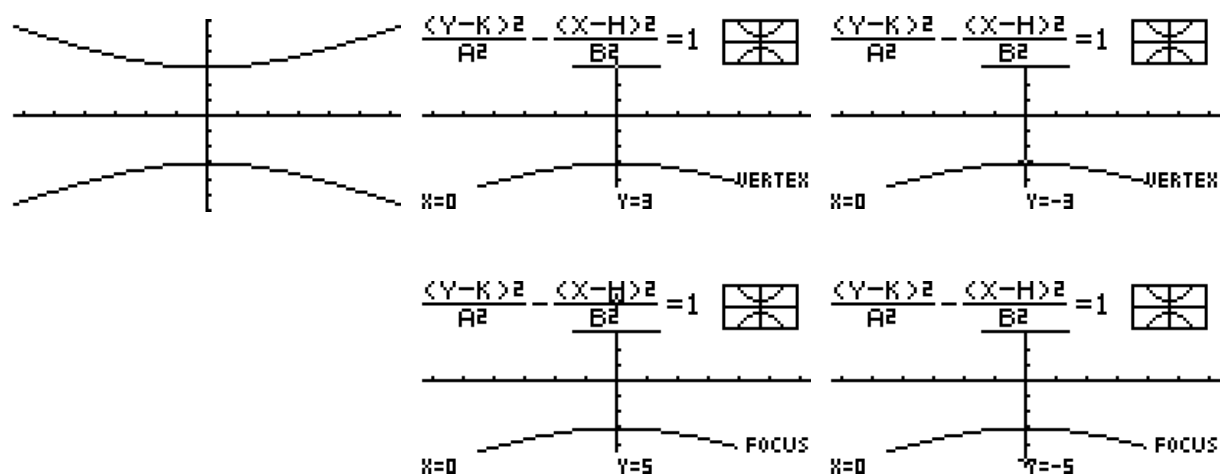 (Y-K)2 (X-H)2
A2 - B2 =1
VERTEX
X=0 Y=3
(Y-K)2 (X-H)2
A2 - B2 =1
VERTEX
X=0 Y=-3
(Y-K)2 (X-H)2
A2 - B2 =1
FOCUS
X=0 Y=5
(Y-K)2 (X-H)2
A2 - B2 =1
FOCUS
X=0 Y=-5